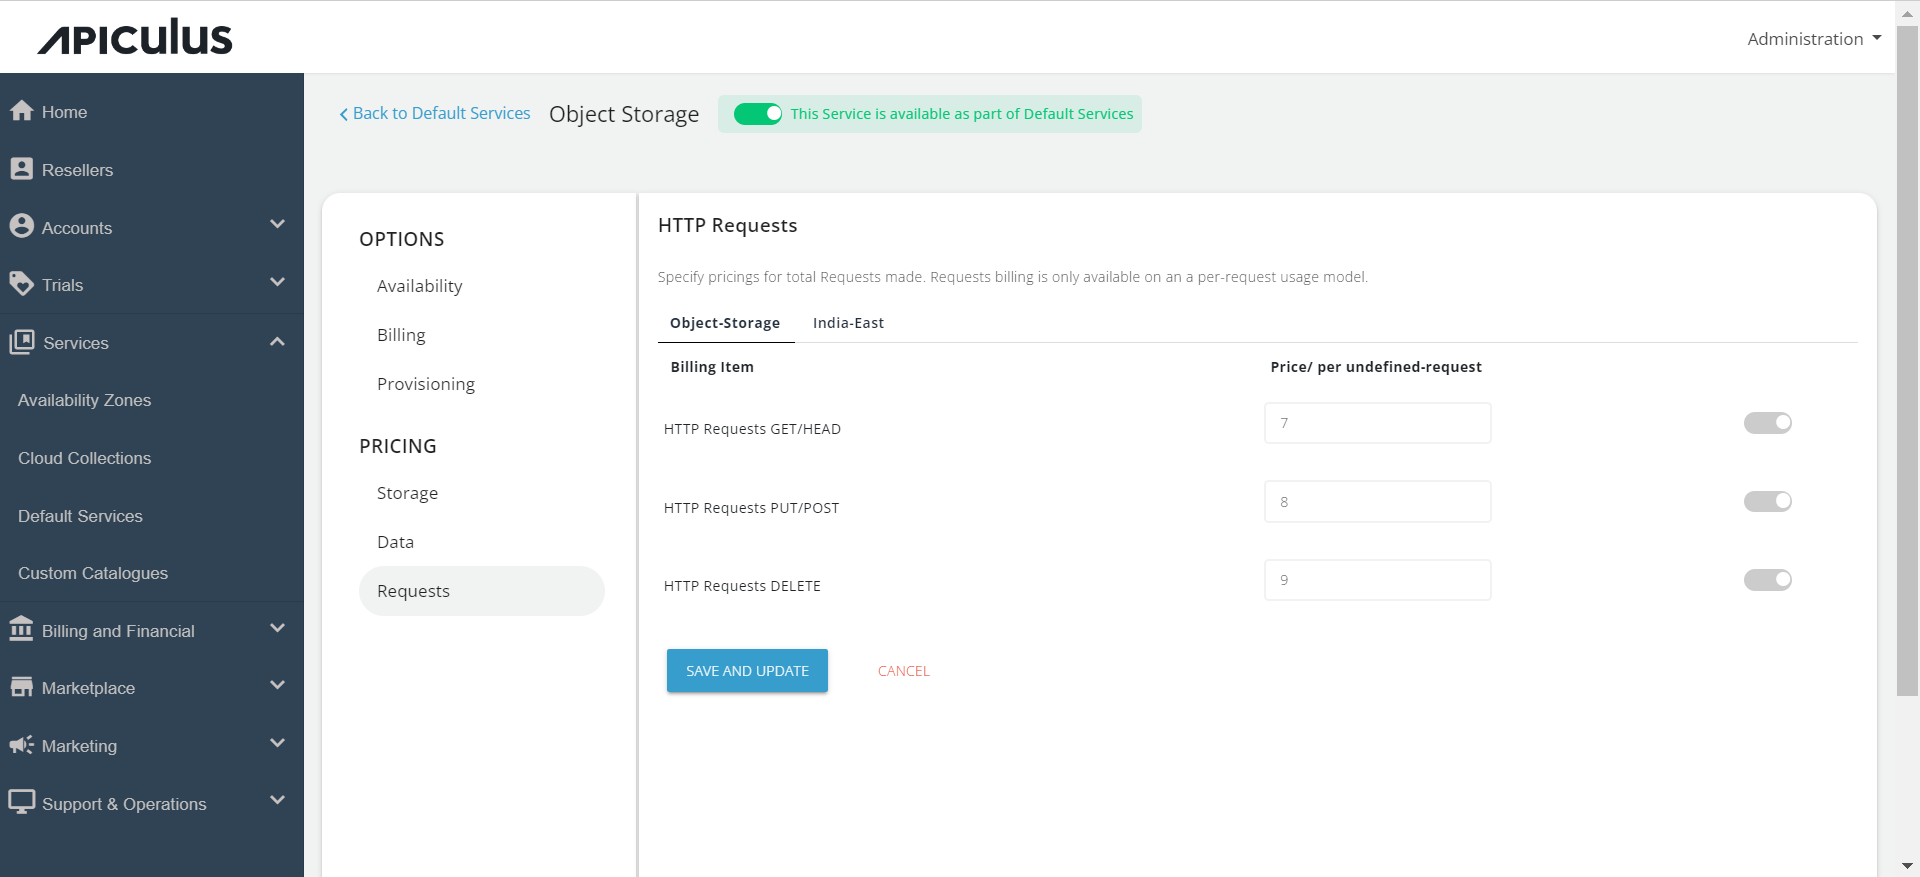 APICULUS
Administration
Home
Resellers
Accounts
Trials
Services
Availability Zones
Cloud Collections
Default Services
Custom Catalogues
Billing and Financial
Marketplace
Marketing
Support & Operations
Back to Default Services
Object Storage
This Service is available as part of Default Services
OPTIONS
Availability
Billing
Provisioning
PRICING
Storage
Data
Requests
HTTP Requests
Specify pricings for total Requests made. Requests billing is only available on an a per-request usage model.
Object-Storage India-East
Billing Item Price/ per undefined-request
HTTP Requests GET/HEAD 7
HTTP Requests PUT/POST 8
HTTP Requests DELETE 9
SAVE AND UPDATE CANCEL